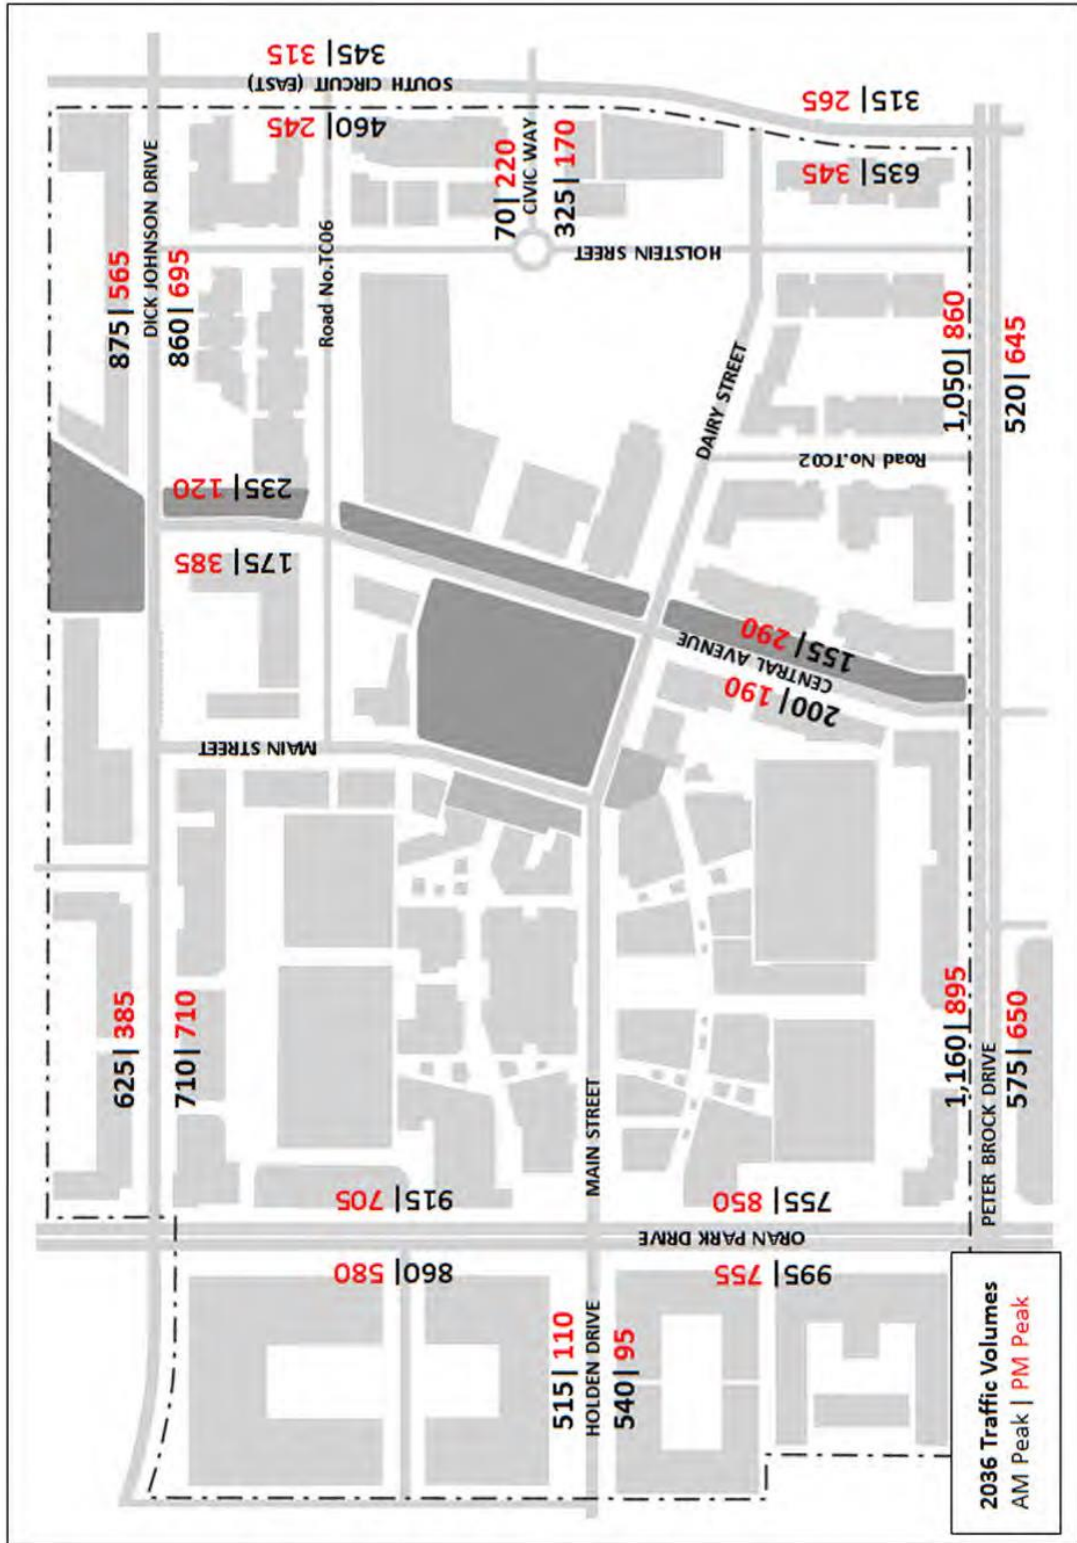 345 | 315
SOUTH CIRCUIT (EAST)
460 | 245
315 | 265
635 | 345
DICK JOHNSON DRIVE
875 | 565
860 | 695
Road No.TC06
70 | 220
CIVIC WAY
325 | 170
HOLSTEIN SREET
DAIRY STREET
1,050 | 860
520 | 645
Road No.TC02
235 | 120
175 | 385
155 | 290
CENTRAL AVENUE
200 | 190
MAIN STREET
625 | 385
710 | 710
1,160 | 895
PETER BROCK DRIVE
575 | 650
MAIN STREET
915 | 705
755 | 850
ORAN PARK DRIVE
860 | 580
995 | 755
515 | 110
HOLDEN DRIVE
540 | 95
2036 Traffic Volumes
AM Peak | PM Peak